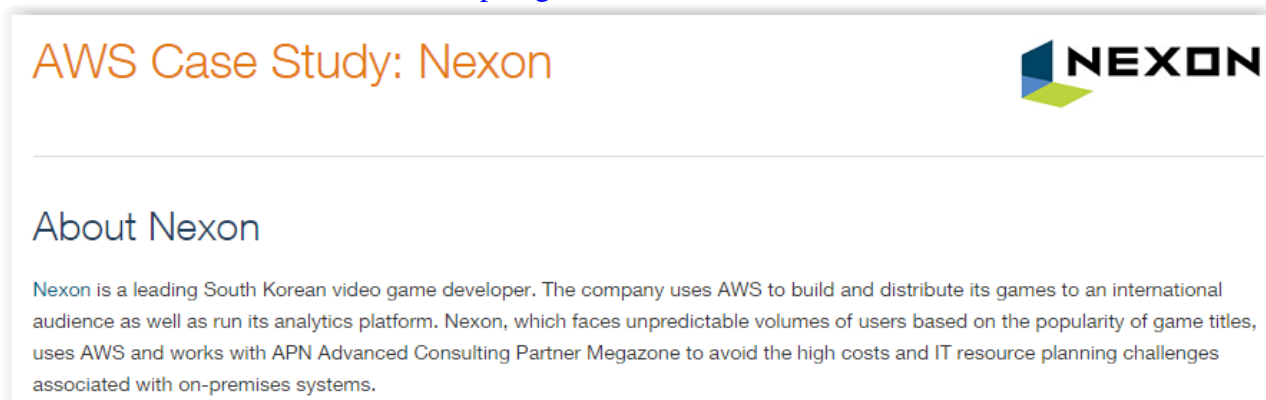 AWS Case Study: Nexon
NEXON
About Nexon
Nexon is a leading South Korean video game developer. The company uses AWS to build and distribute its games to an international
audience as well as run its analytics platform. Nexon, which faces unpredictable volumes of users based on the popularity of game titles,
uses AWS and works with APN Advanced Consulting Partner Megazone to avoid the high costs and IT resource planning challenges
associated with on-premises systems.